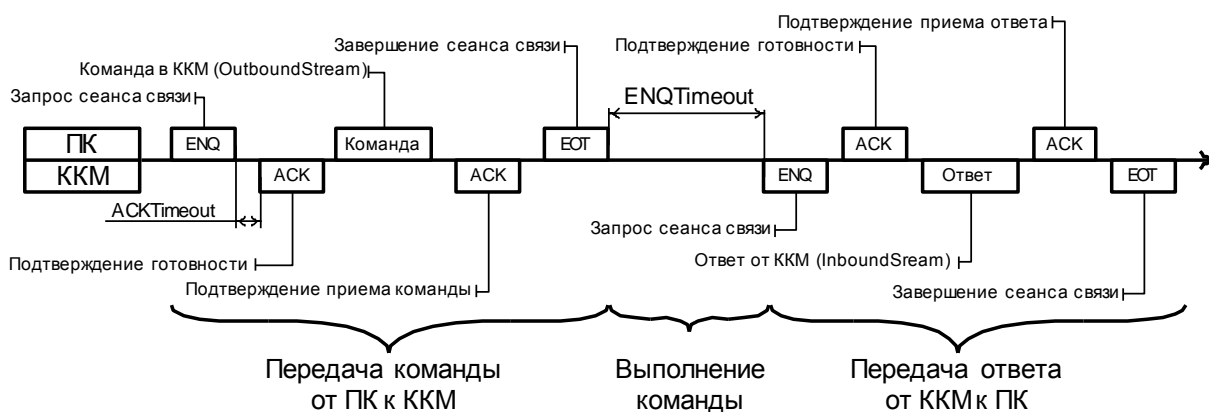 Подтверждение приема ответа
Завершение сеанса связи
Подтверждение готовности
Команда в ККМ (OutboundStream)
Запрос сеанса связи
ENQTimeout
ПК
ENQ
Команда
EOT
ACK
ACK
ККМ
ACK
ACK
ENQ
Ответ
EOT
ACKTimeout
Запрос сеанса связи
Подтверждение готовности
Ответ от ККМ (InboundSream)
Подтверждение приема команды
Завершение сеанса связи
Передача команды
от ПК к ККМ
Выполнение
команды
Передача ответа
от ККМ к ПК